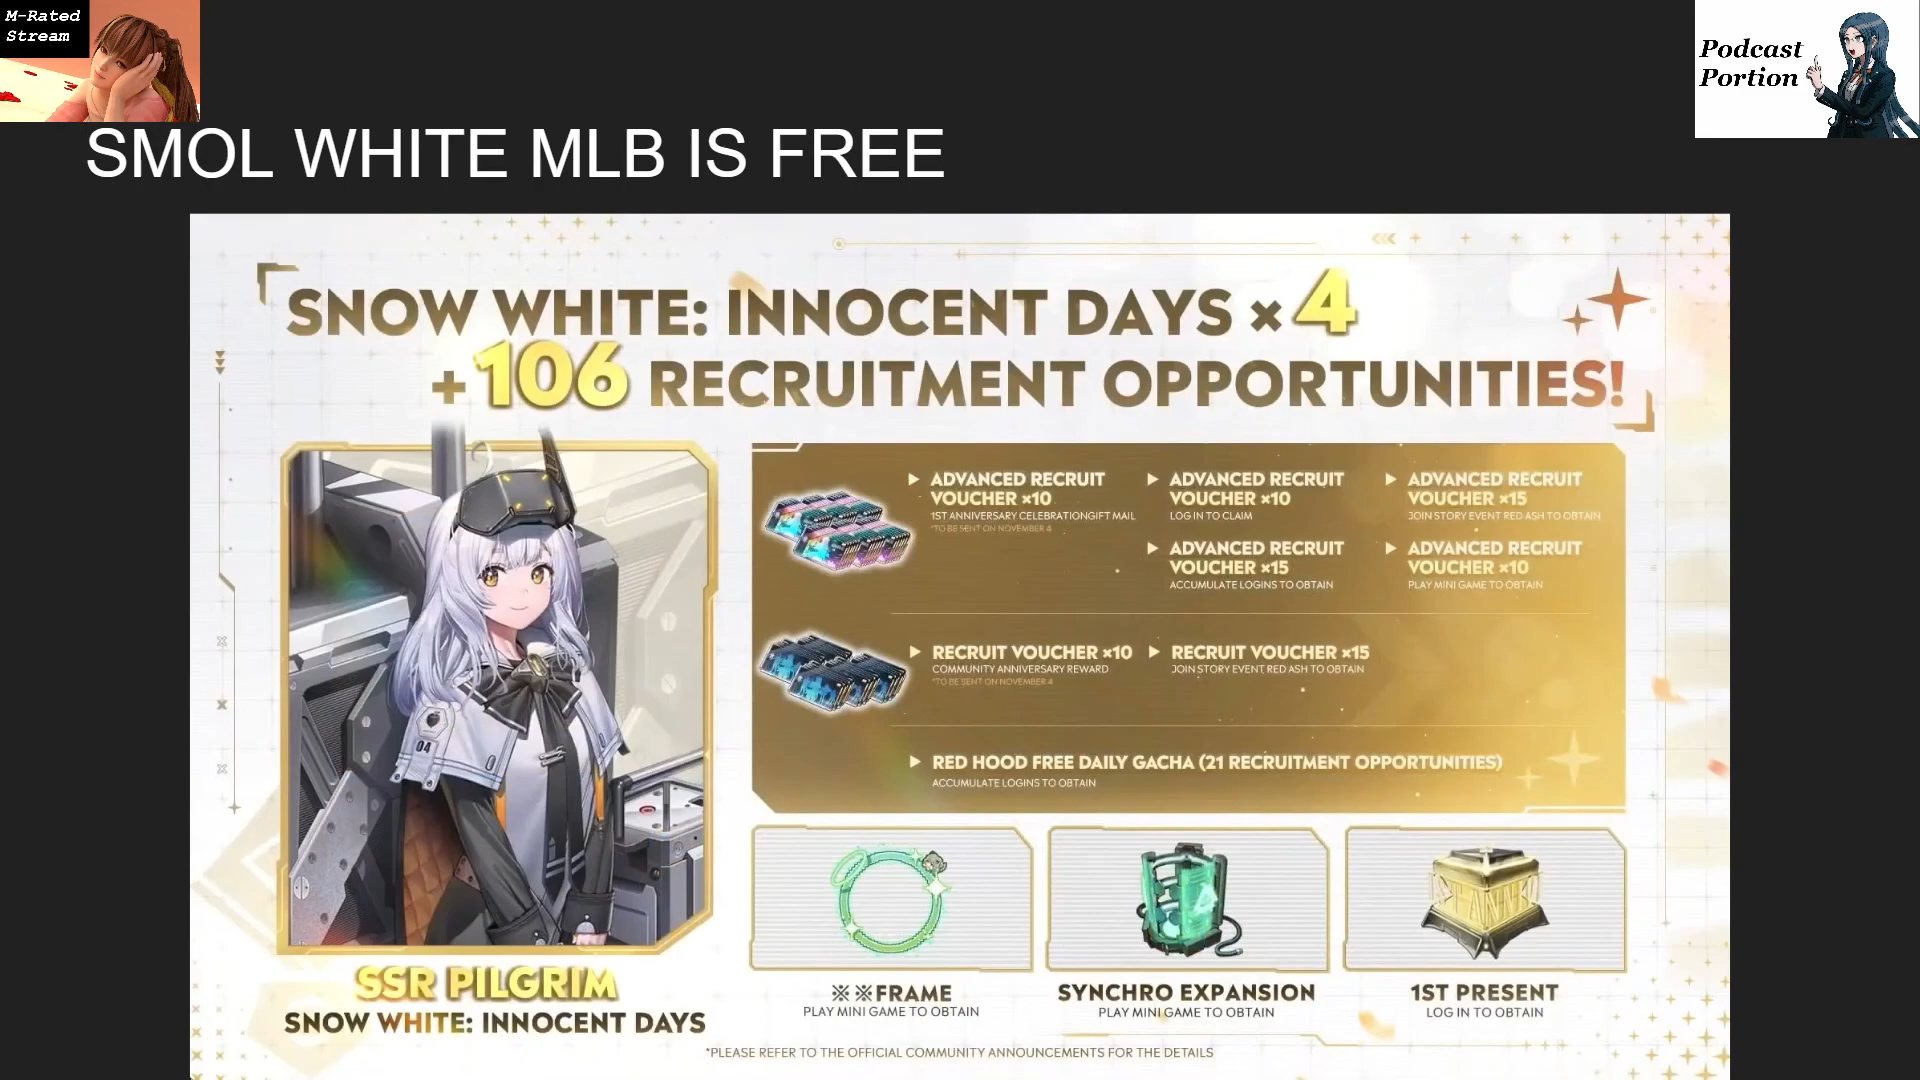 M-Rated
Stream
Podcast
Portion
SMOL WHITE MLB IS FREE
SNOW WHITE: INNOCENT DAYS ×4
+106 RECRUITMENT OPPORTUNITIES!
ADVANCED RECRUIT
VOUCHER ×10
1ST ANNIVERSARY CELEBRATIONGIFT MAIL
*TO BE SENT ON NOVEMBER 4
ADVANCED RECRUIT
VOUCHER ×10
LOG IN TO CLAIM
ADVANCED RECRUIT
VOUCHER ×15
JOIN STORY EVENT RED ASH TO OBTAIN
ADVANCED RECRUIT
VOUCHER ×15
ACCUMULATE LOGINS TO OBTAIN
ADVANCED RECRUIT
VOUCHER ×10
PLAY MINI GAME TO OBTAIN
RECRUIT VOUCHER ×10
COMMUNITY ANNIVERSARY REWARD
*TO BE SENT ON NOVEMBER 4
RECRUIT VOUCHER ×15
JOIN STORY EVENT RED ASH TO OBTAIN
RED HOOD FREE DAILY GACHA (21 RECRUITMENT OPPORTUNITIES)
ACCUMULATE LOGINS TO OBTAIN
04
SSR PILGRIM
SNOW WHITE: INNOCENT DAYS
※※FRAME
PLAY MINI GAME TO OBTAIN
SYNCHRO EXPANSION
PLAY MINI GAME TO OBTAIN
1ST PRESENT
LOG IN TO OBTAIN
*PLEASE REFER TO THE OFFICIAL COMMUNITY ANNOUNCEMENTS FOR THE DETAILS